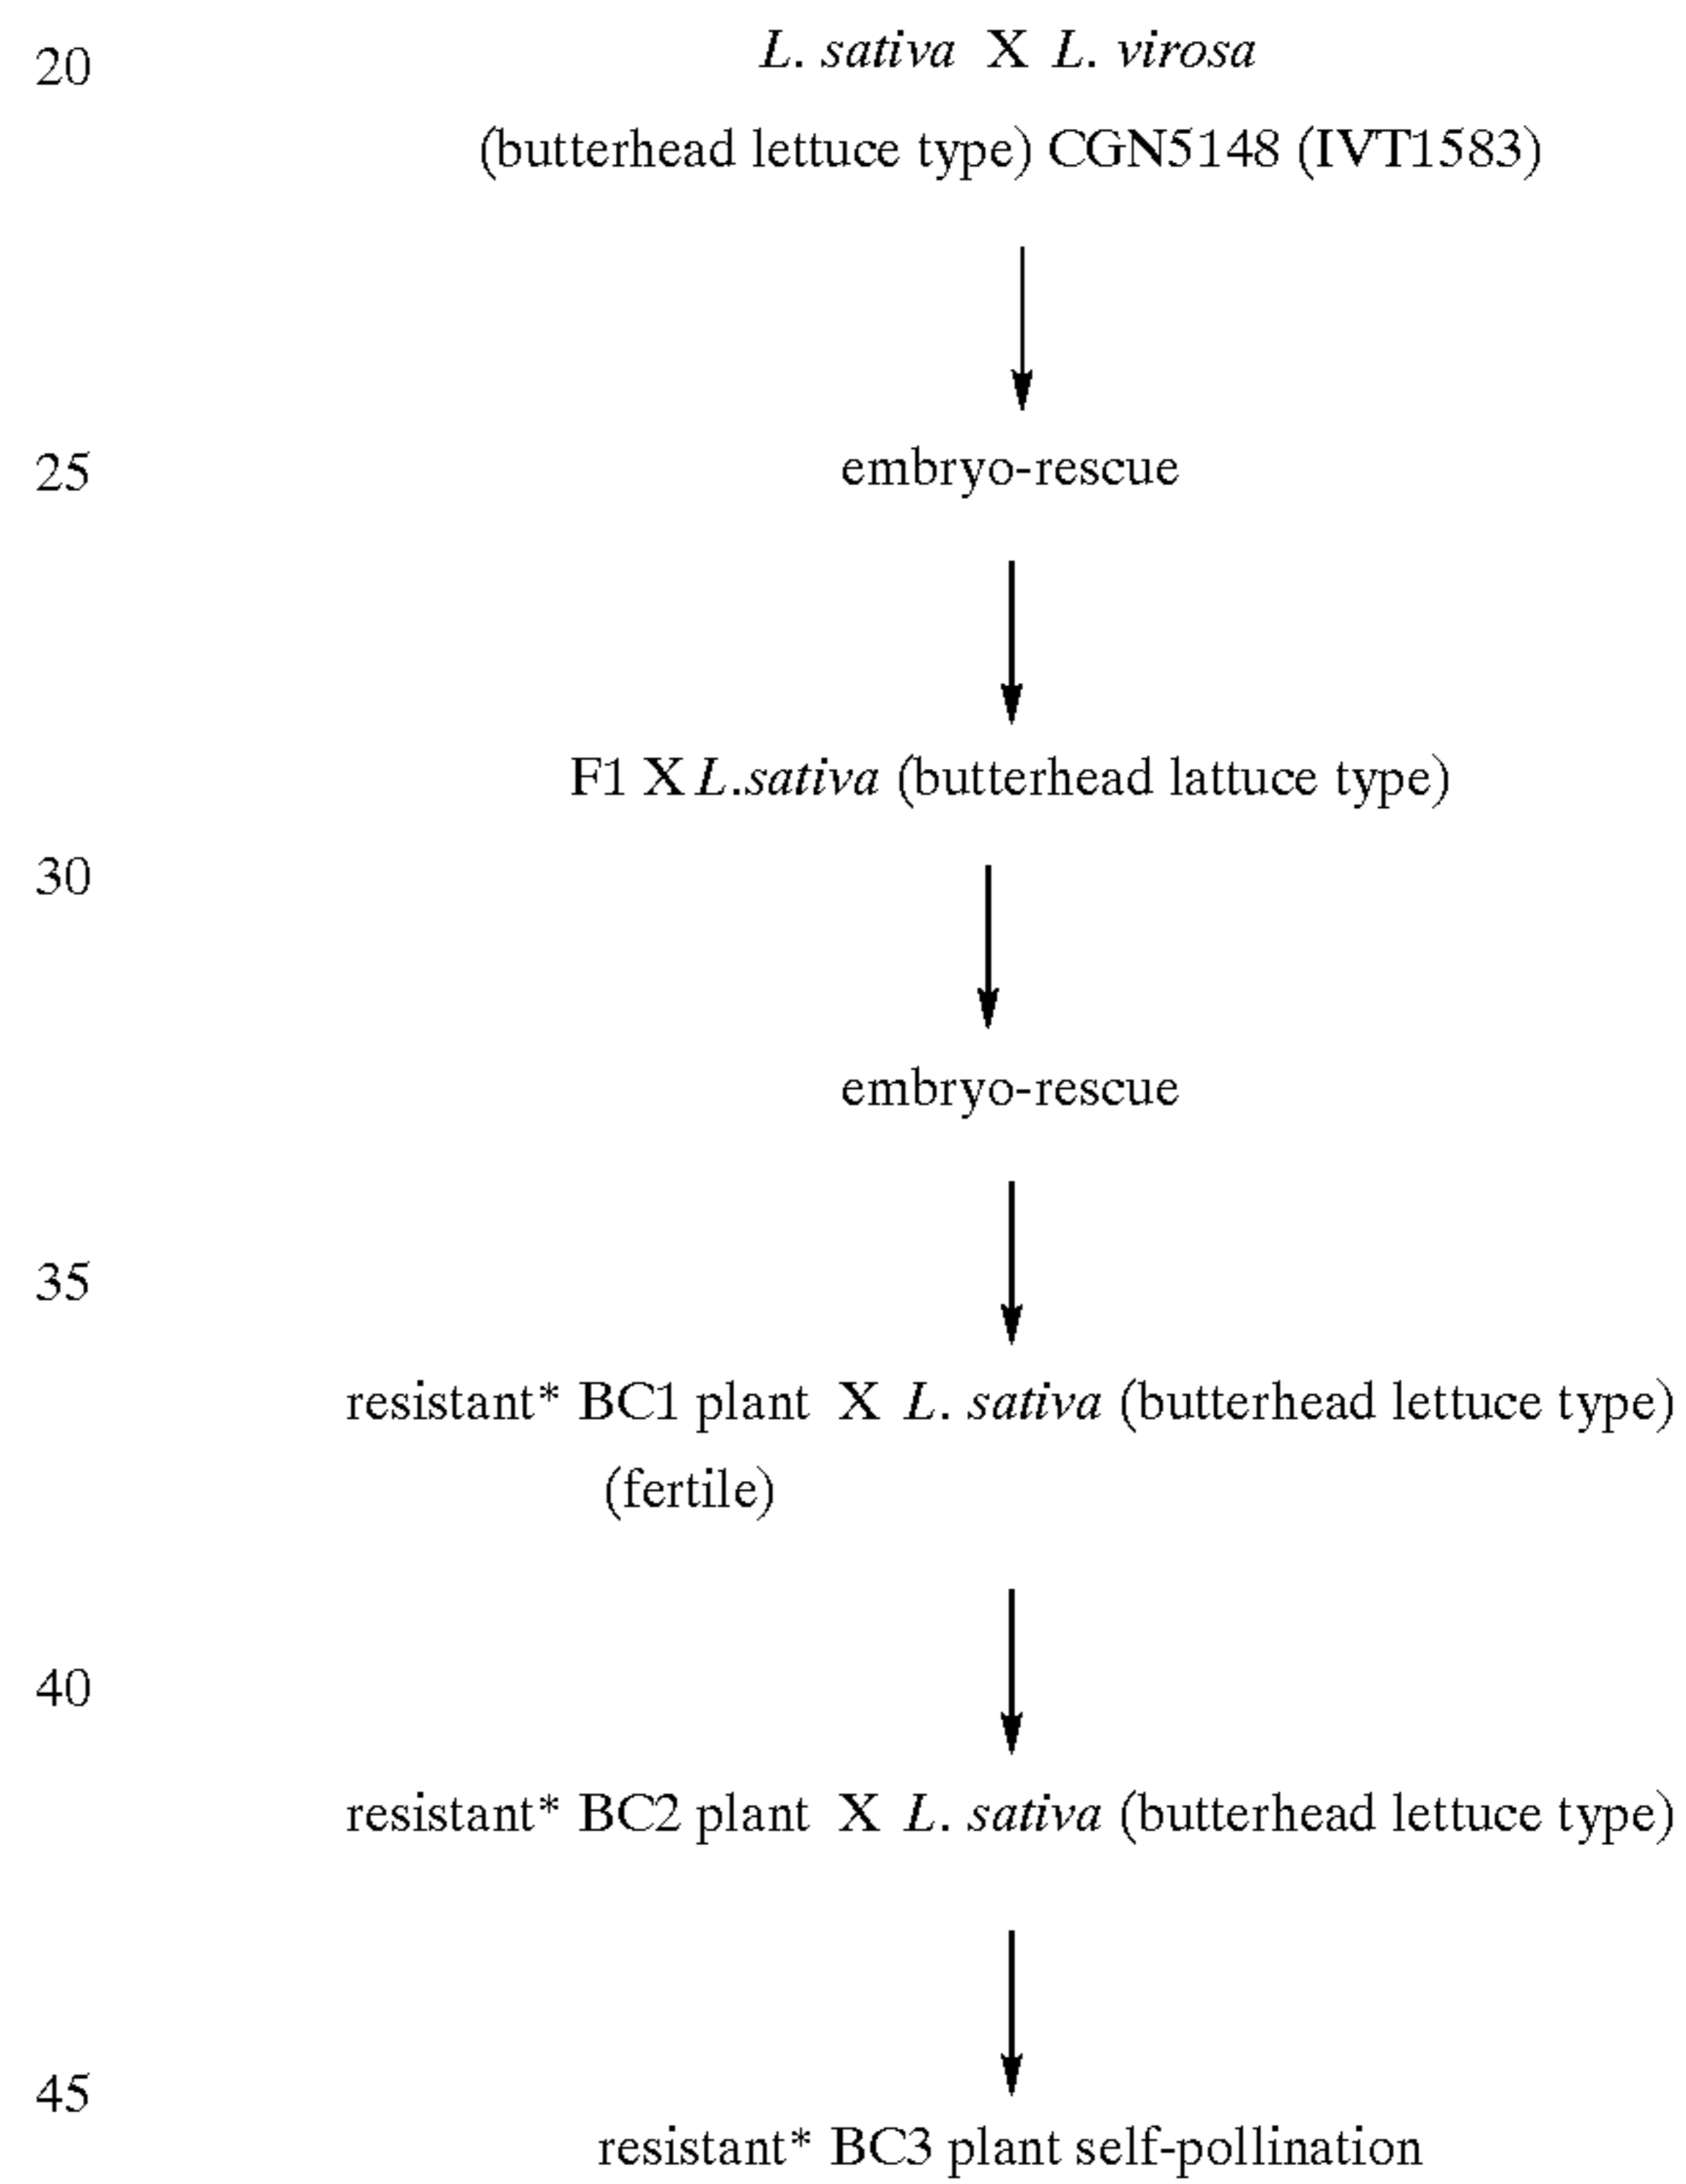 20
L. sativa X L. virosa
(butterhead lettuce type) CGN5148 (IVT1583)
25
embryo-rescue
F1 X L.sativa (butterhead lattuce type)
30
embryo-rescue
35
resistant* BC1 plant X L. sativa (butterhead lettuce type)
(fertile)
40
resistant* BC2 plant X L. sativa (butterhead lettuce type)
45
resistant* BC3 plant self-pollination